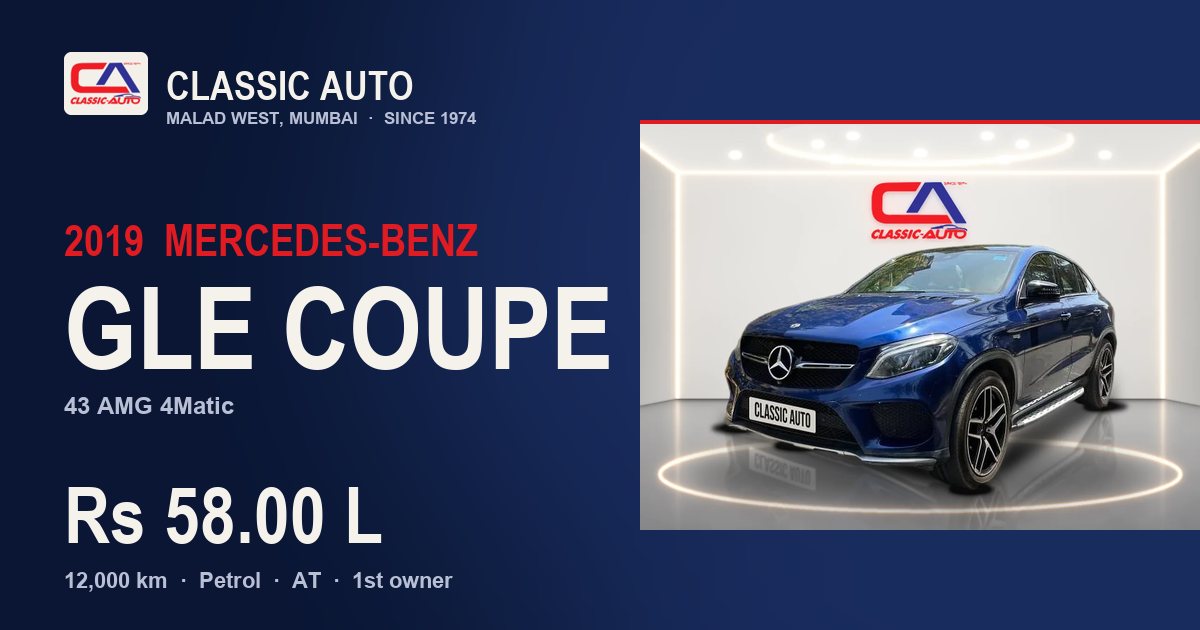 CLASSIC-AUTO
CLASSIC AUTO
MALAD WEST, MUMBAI · SINCE 1974
2019 MERCEDES-BENZ
GLE COUPE
43 AMG 4Matic
Rs 58.00 L
12,000 km · Petrol · AT · 1st owner
CA
CLASSIC-AUTO
CLASSIC AUTO